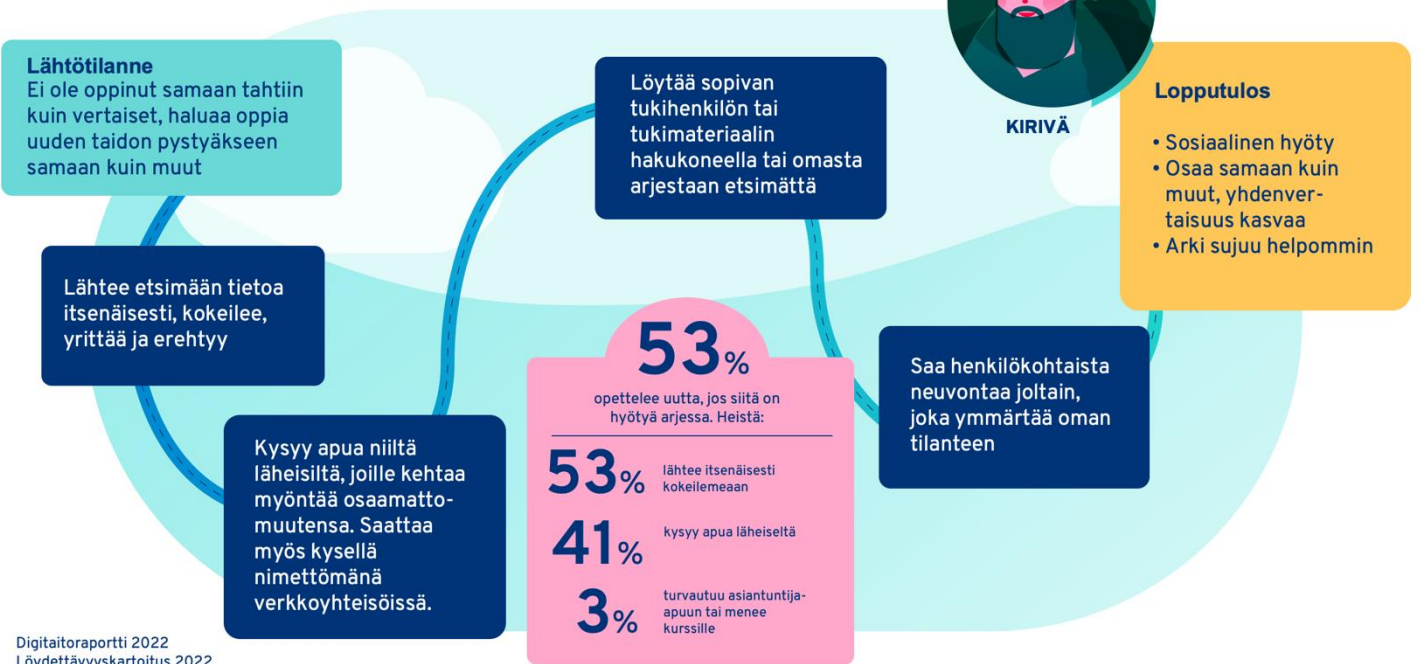 Lähtötilanne
Ei ole oppinut samaan tahtiin
kuin vertaiset, haluaa oppia
uuden taidon pystyäkseen
samaan kuin muut
Lähtee etsimään tietoa
itsenäisesti, kokeilee,
yrittää ja erehtyy
Kysyy apua niiltä
läheisiltä, joille kehtaa
myöntää osaamatto-
muutensa. Saattaa
myös kysellä
nimettömänä
verkkoyhteisöissä.
Löytää sopivan
tukihenkilön tai
tukimateriaalin
hakukoneella tai omasta
arjestaan etsimättä
53%
opettelee uutta, jos siitä on
hyötyä arjessa. Heistä:
53% lähtee itsenäisesti
kokeilemeaan
41% kysyy apua läheiseltä
3% turvautuu asiantuntija-
apuun tai menee
kurssille
Saa henkilökohtaista
neuvontaa joltain,
joka ymmärtää oman
tilanteen
KIRIVÄ
Lopputulos
• Sosiaalinen hyöty
• Osaa samaan kuin
muut, yhdenver-
taisuus kasvaa
• Arki sujuu helpommin
Digitaitoraportti 2022
Löydettävyyskartoitus 2022